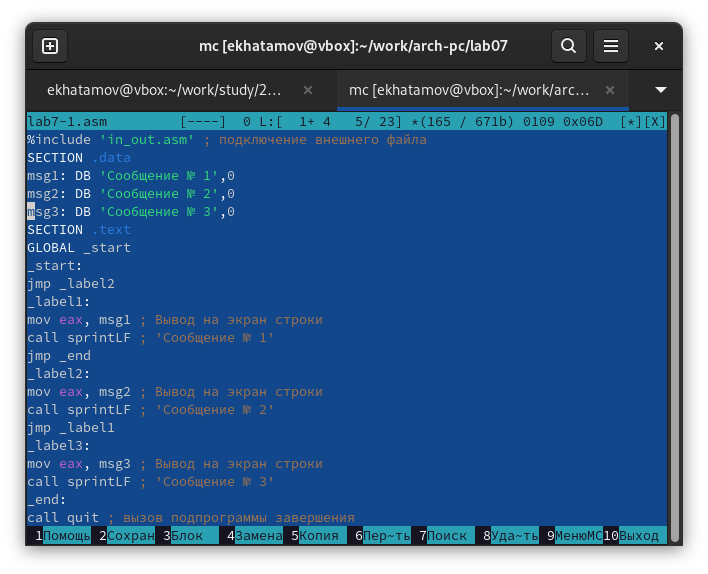 mc [ekhatamov@vbox]:~/work/arch-pc/lab07
ekhatamov@vbox:~/work/study/2… mc [ekhatamov@vbox]:~/work/arc…
lab7-1.asm [----] 0 L:[ 1+ 4 5/ 23] *(165 / 671b) 0109 0x06D [*][X]
%include 'in_out.asm' ; подключение внешнего файла
SECTION .data
msg1: DB 'Сообщение № 1',0
msg2: DB 'Сообщение № 2',0
msg3: DB 'Сообщение № 3',0
SECTION .text
GLOBAL _start
_start:
jmp _label2
_label1:
mov eax, msg1 ; Вывод на экран строки
call sprintLF ; 'Сообщение № 1'
jmp _end
_label2:
mov eax, msg2 ; Вывод на экран строки
call sprintLF ; 'Сообщение № 2'
jmp _label1
_label3:
mov eax, msg3 ; Вывод на экран строки
call sprintLF ; 'Сообщение № 3'
_end:
call quit ; вызов подпрограммы завершения
1Помощь 2Сохран 3Блок 4Замена 5Копия 6Пер~ть 7Поиск 8Уда~ть 9МенюMC 10Выход